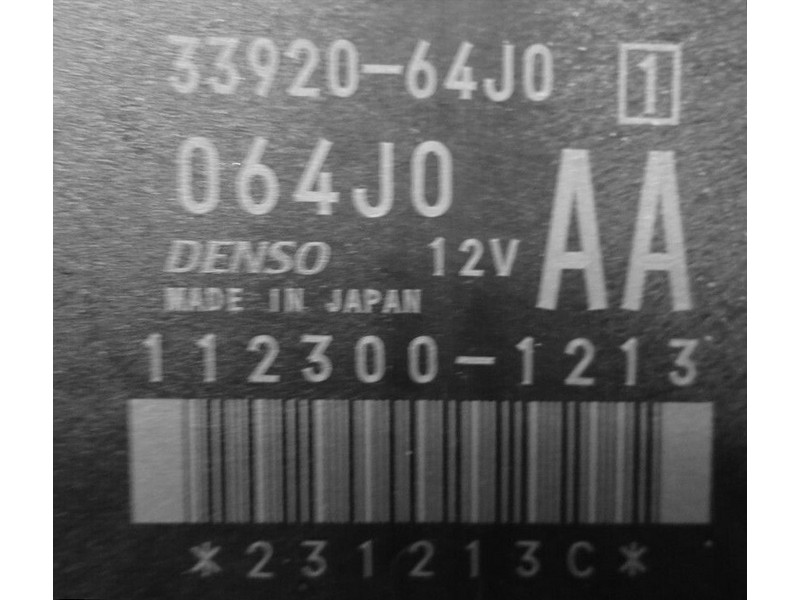 33920-64J0 1
064J0
AA
DENSO 12V
MADE IN JAPAN
112300-1213
*231213C*